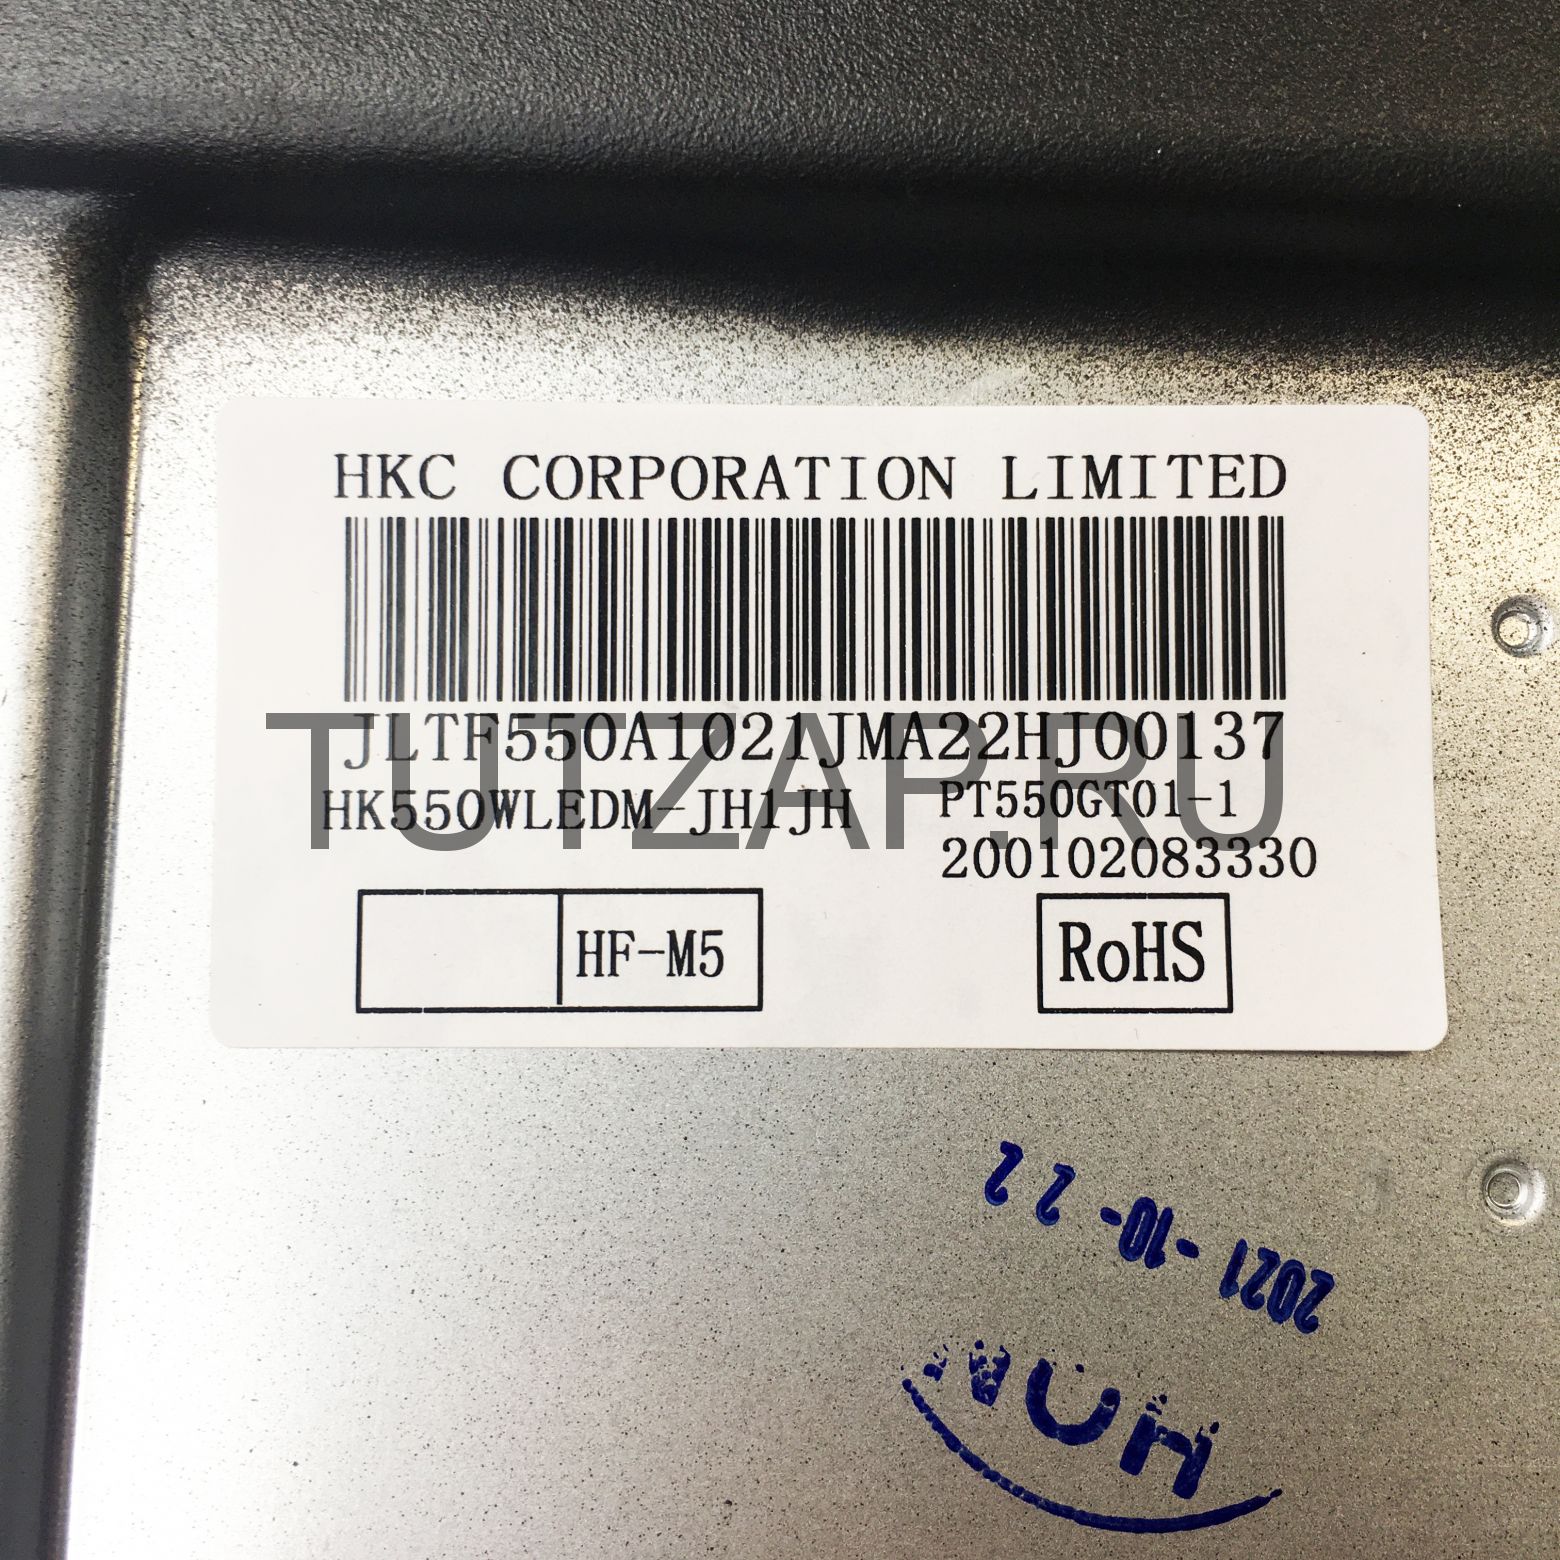 HKC CORPORATION LIMITED
JLTF550A1021JMA22HJ00137
TUTZAP.RU
HK550WLEDM-JH1JH PT550GT01-1
200102083330
HF-M5
RoHS
2021-10-22